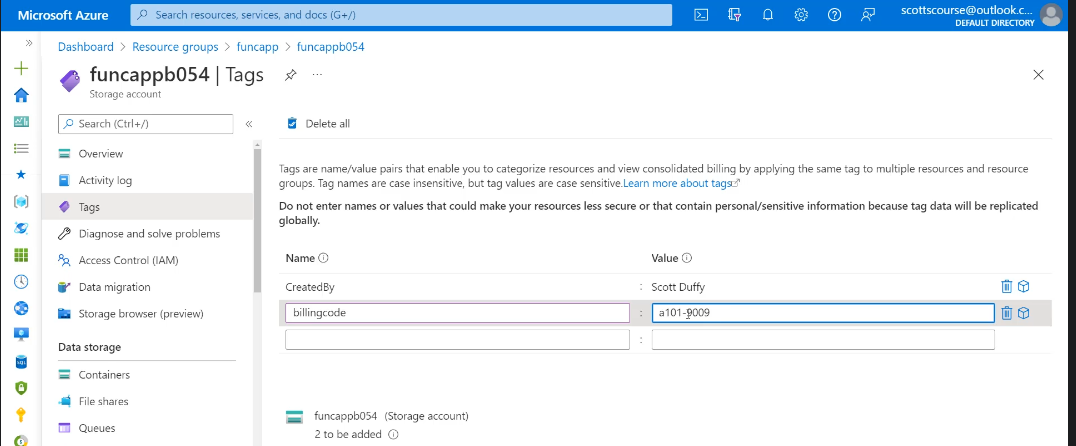 Microsoft Azure
Search resources, services, and docs (G+/)
scottscourse@outlook.c...
DEFAULT DIRECTORY
Dashboard > Resource groups > funcapp > funcappb054
funcappb054 | Tags
Storage account
Search (Ctrl+/)
Overview
Activity log
Tags
Diagnose and solve problems
Access Control (IAM)
Data migration
Storage browser (preview)
Data storage
Containers
File shares
Queues
Delete all
Tags are name/value pairs that enable you to categorize resources and view consolidated billing by applying the same tag to multiple resources and resource
groups. Tag names are case insensitive, but tag values are case sensitive.Learn more about tags
Do not enter names or values that could make your resources less secure or that contain personal/sensitive information because tag data will be replicated
globally.
Name Value
CreatedBy : Scott Duffy
billingcode : a101-9009
:
funcappb054 (Storage account)
2 to be added